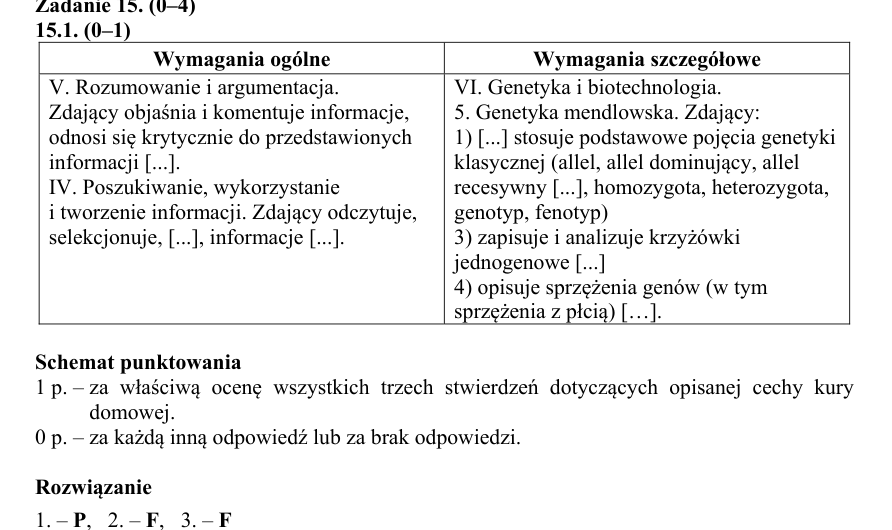 Zadanie 15. (0–4)
15.1. (0–1)
Wymagania ogólne
V. Rozumowanie i argumentacja.
Zdający objaśnia i komentuje informacje,
odnosi się krytycznie do przedstawionych
informacji [...].
IV. Poszukiwanie, wykorzystanie
i tworzenie informacji. Zdający odczytuje,
selekcjonuje, [...], informacje [...].
Wymagania szczegółowe
VI. Genetyka i biotechnologia.
5. Genetyka mendlowska. Zdający:
1) [...] stosuje podstawowe pojęcia genetyki
klasycznej (allel, allel dominujący, allel
recesywny [...], homozygota, heterozygota,
genotyp, fenotyp)
3) zapisuje i analizuje krzyżówki
jednogenowe [...]
4) opisuje sprzężenia genów (w tym
sprzężenia z płcią) […].
Schemat punktowania
1 p. – za właściwą ocenę wszystkich trzech stwierdzeń dotyczących opisanej cechy kury
domowej.
0 p. – za każdą inną odpowiedź lub za brak odpowiedzi.
Rozwiązanie
1. – P, 2. – F, 3. – F